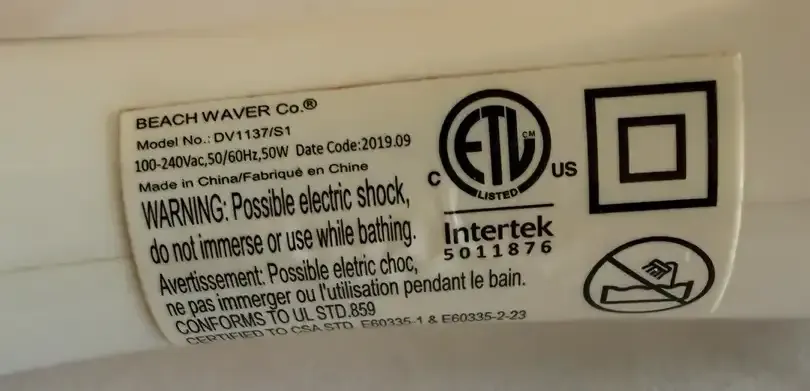 BEACH WAVER Co.®
Model No.: DV1137/S1
100-240Vac,50/60Hz,50W Date Code:2019.09
Made in China/Fabriqué en Chine
WARNING: Possible electric shock,
do not immerse or use while bathing.
Avertissement: Possible eletric choc,
ne pas immerger ou l'utilisation pendant le bain.
CONFORMS TO UL STD.859
CERTIFIED TO CSA STD. E60335-1 & E60335-2-23
ETL CM
C US
LISTED
Intertek
5011876